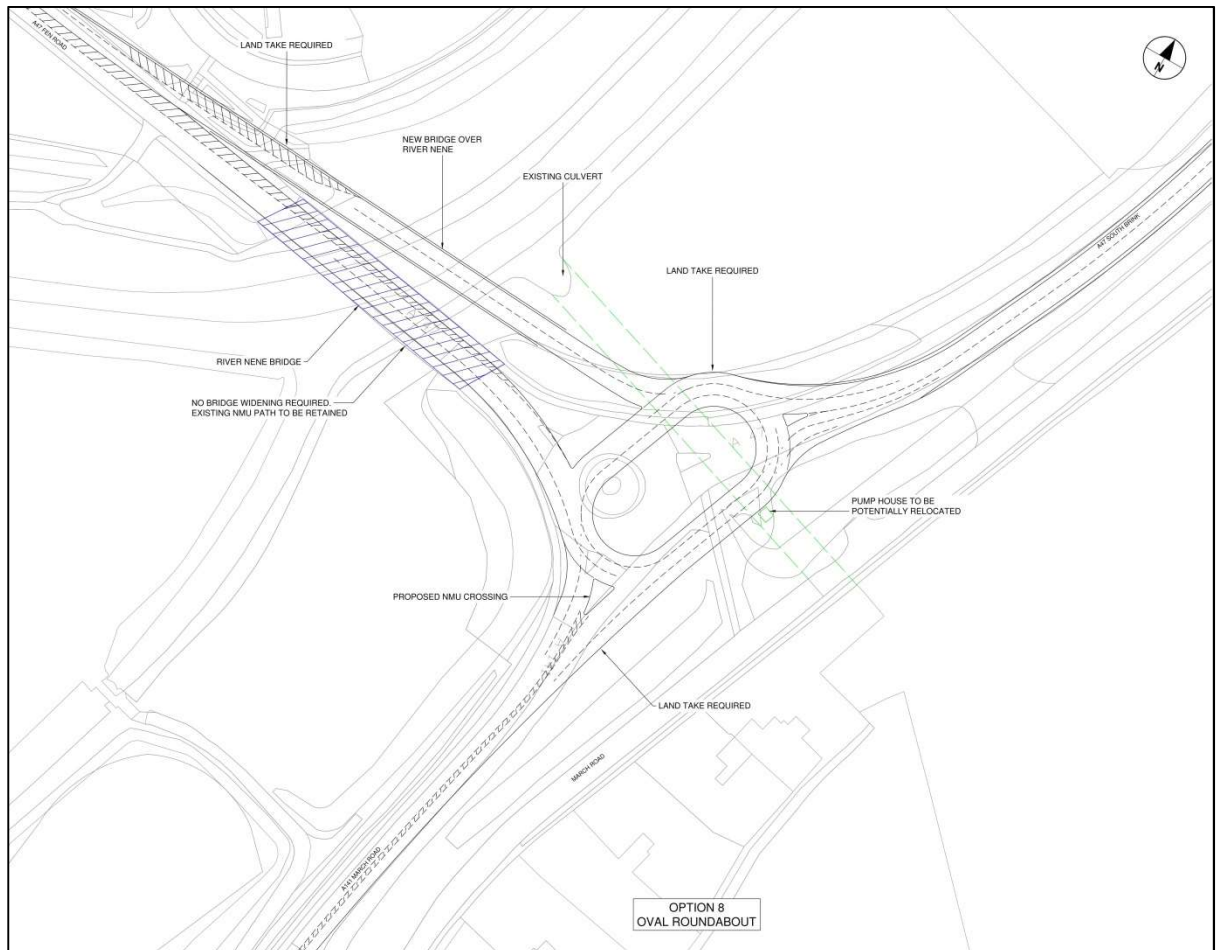 A47 FEN ROAD
LAND TAKE REQUIRED
N
NEW BRIDGE OVER
RIVER NENE
EXISTING CULVERT
A47 SOUTH BRINK
LAND TAKE REQUIRED
RIVER NENE BRIDGE
NO BRIDGE WIDENING REQUIRED.
EXISTING NMU PATH TO BE RETAINED
PUMP HOUSE TO BE
POTENTIALLY RELOCATED
PROPOSED NMU CROSSING
LAND TAKE REQUIRED
MARCH ROAD
A141 MARCH ROAD
OPTION 8
OVAL ROUNDABOUT